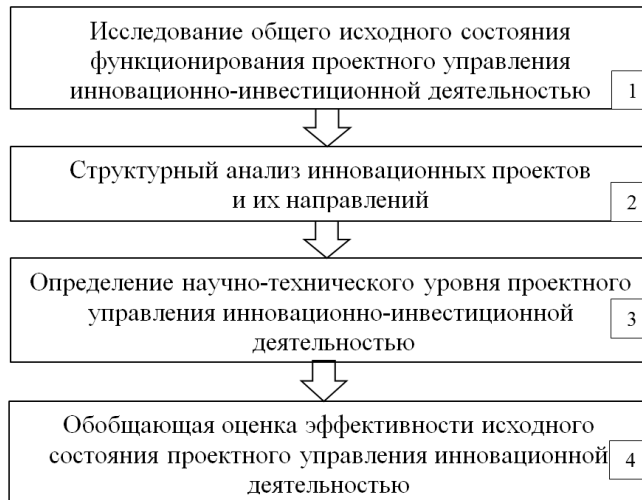 Исследование общего исходного состояния
функционирования проектного управления
инновационно-инвестиционной деятельностью
1
Структурный анализ инновационных проектов
и их направлений
2
Определение научно-технического уровня проектного
управления инновационно-инвестиционной
деятельностью
3
Обобщающая оценка эффективности исходного
состояния проектного управления инновационной
деятельностью
4